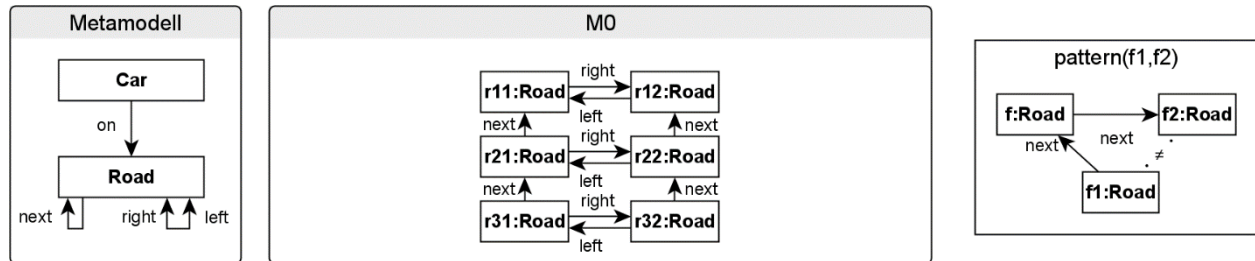 Metamodell
Car
on
Road
next
right
left
M0
right
r11:Road
r12:Road
left
next
right
next
r21:Road
r22:Road
left
next
right
next
r31:Road
r32:Road
left
pattern(f1,f2)
f:Road
f2:Road
next
next
≠
f1:Road